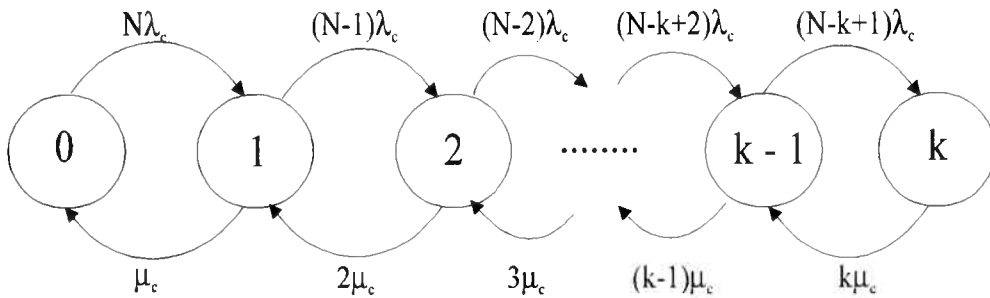 Nλc (N-1)λc (N-2)λc (N-k+2)λc (N-k+1)λc
0 1 2 ........ k - 1 k
μc 2μc 3μc (k-1)μc kμc